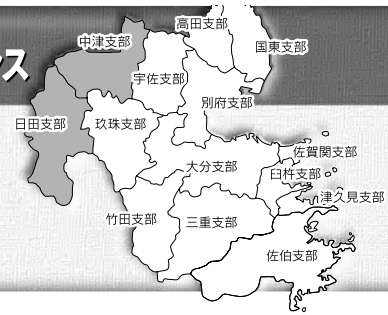 高田支部
中津支部
国東支部
ンス
宇佐支部
別府支部
日田支部
玖珠支部
佐賀関支部
大分支部
臼杵支部
津久見支部
竹田支部
三重支部
佐伯支部